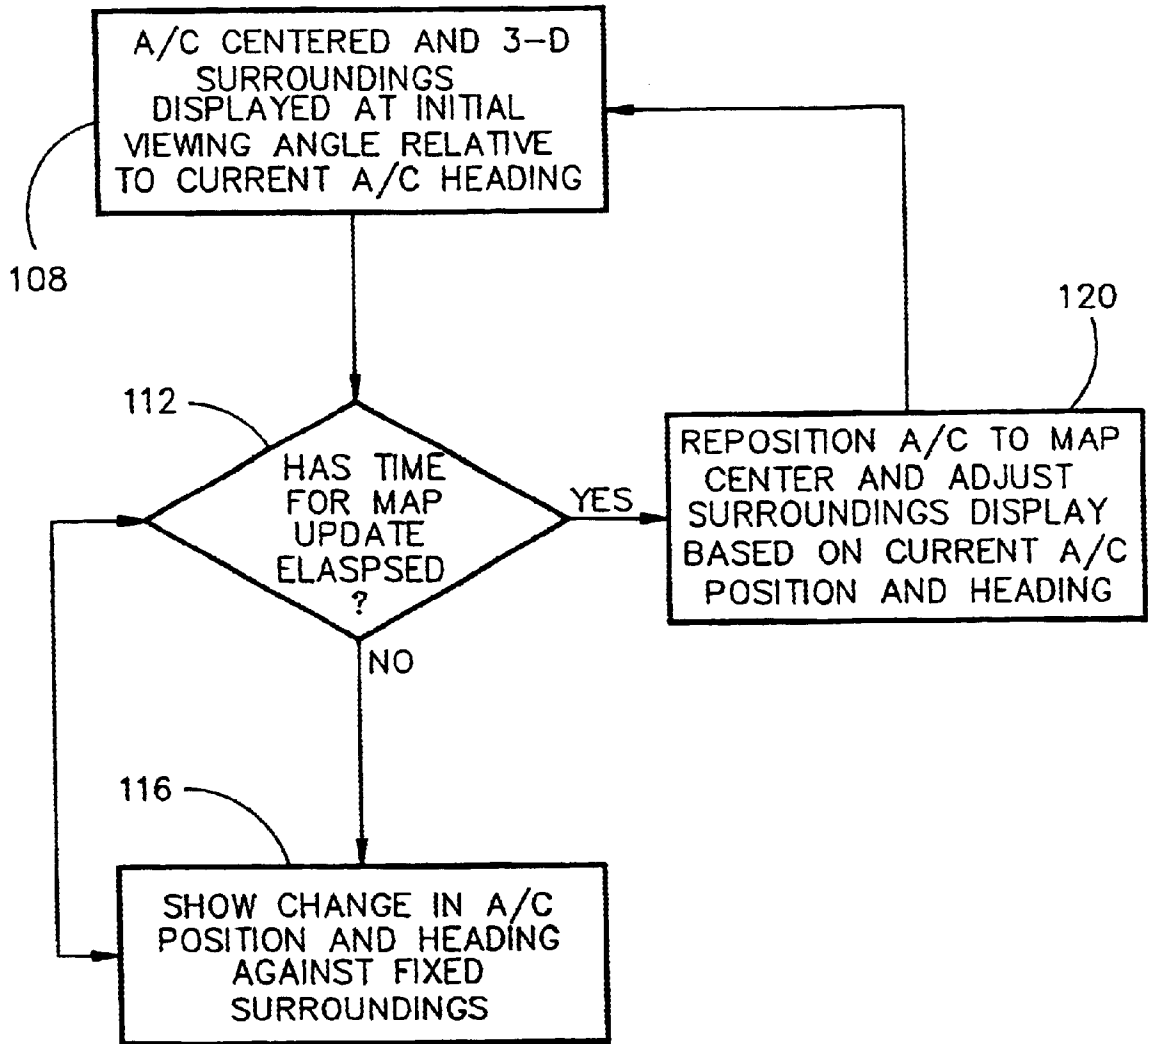 A/C CENTERED AND 3-D
SURROUNDINGS
DISPLAYED AT INITIAL
VIEWING ANGLE RELATIVE
TO CURRENT A/C HEADING
108
120
112
HAS TIME
FOR MAP
UPDATE
ELASPSED
?
YES
REPOSITION A/C TO MAP
CENTER AND ADJUST
SURROUNDINGS DISPLAY
BASED ON CURRENT A/C
POSITION AND HEADING
NO
116
SHOW CHANGE IN A/C
POSITION AND HEADING
AGAINST FIXED
SURROUNDINGS